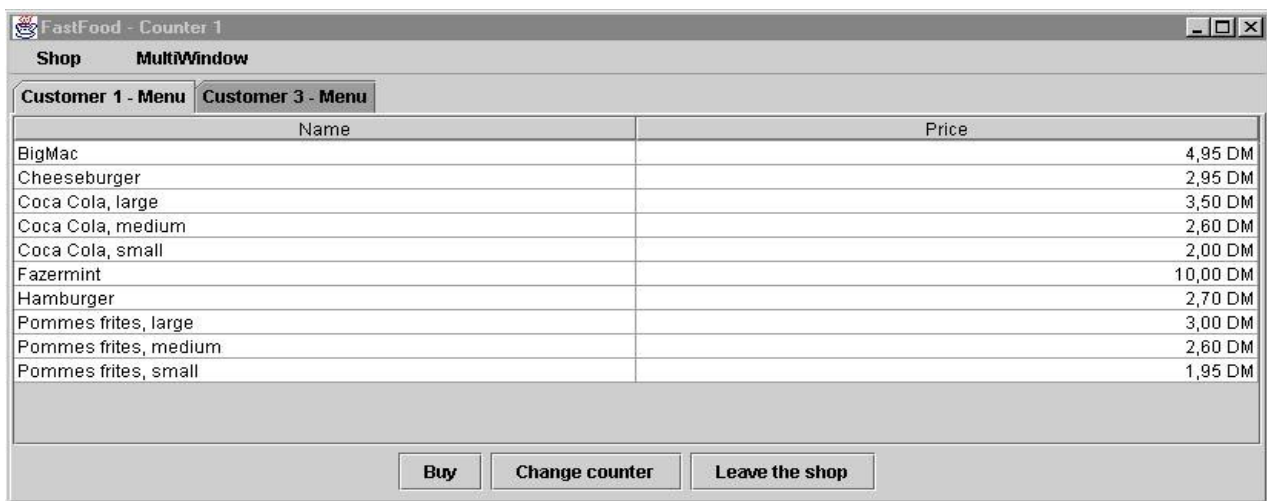 FastFood - Counter 1
Shop MultiWindow
Customer 1 - Menu Customer 3 - Menu
Name Price
BigMac 4,95 DM
Cheeseburger 2,95 DM
Coca Cola, large 3,50 DM
Coca Cola, medium 2,60 DM
Coca Cola, small 2,00 DM
Fazermint 10,00 DM
Hamburger 2,70 DM
Pommes frites, large 3,00 DM
Pommes frites, medium 2,60 DM
Pommes frites, small 1,95 DM
Buy Change counter Leave the shop